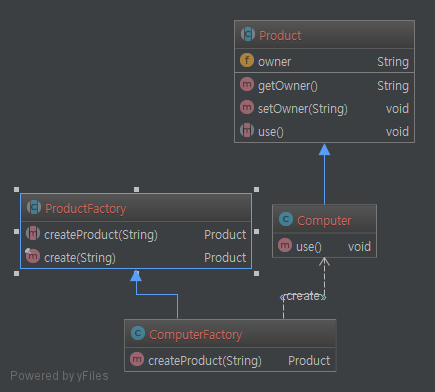 Product
owner String
getOwner() String
setOwner(String) void
use() void
ProductFactory
createProduct(String) Product
create(String) Product
Computer
use() void
«create»
ComputerFactory
createProduct(String) Product
Powered by yFiles